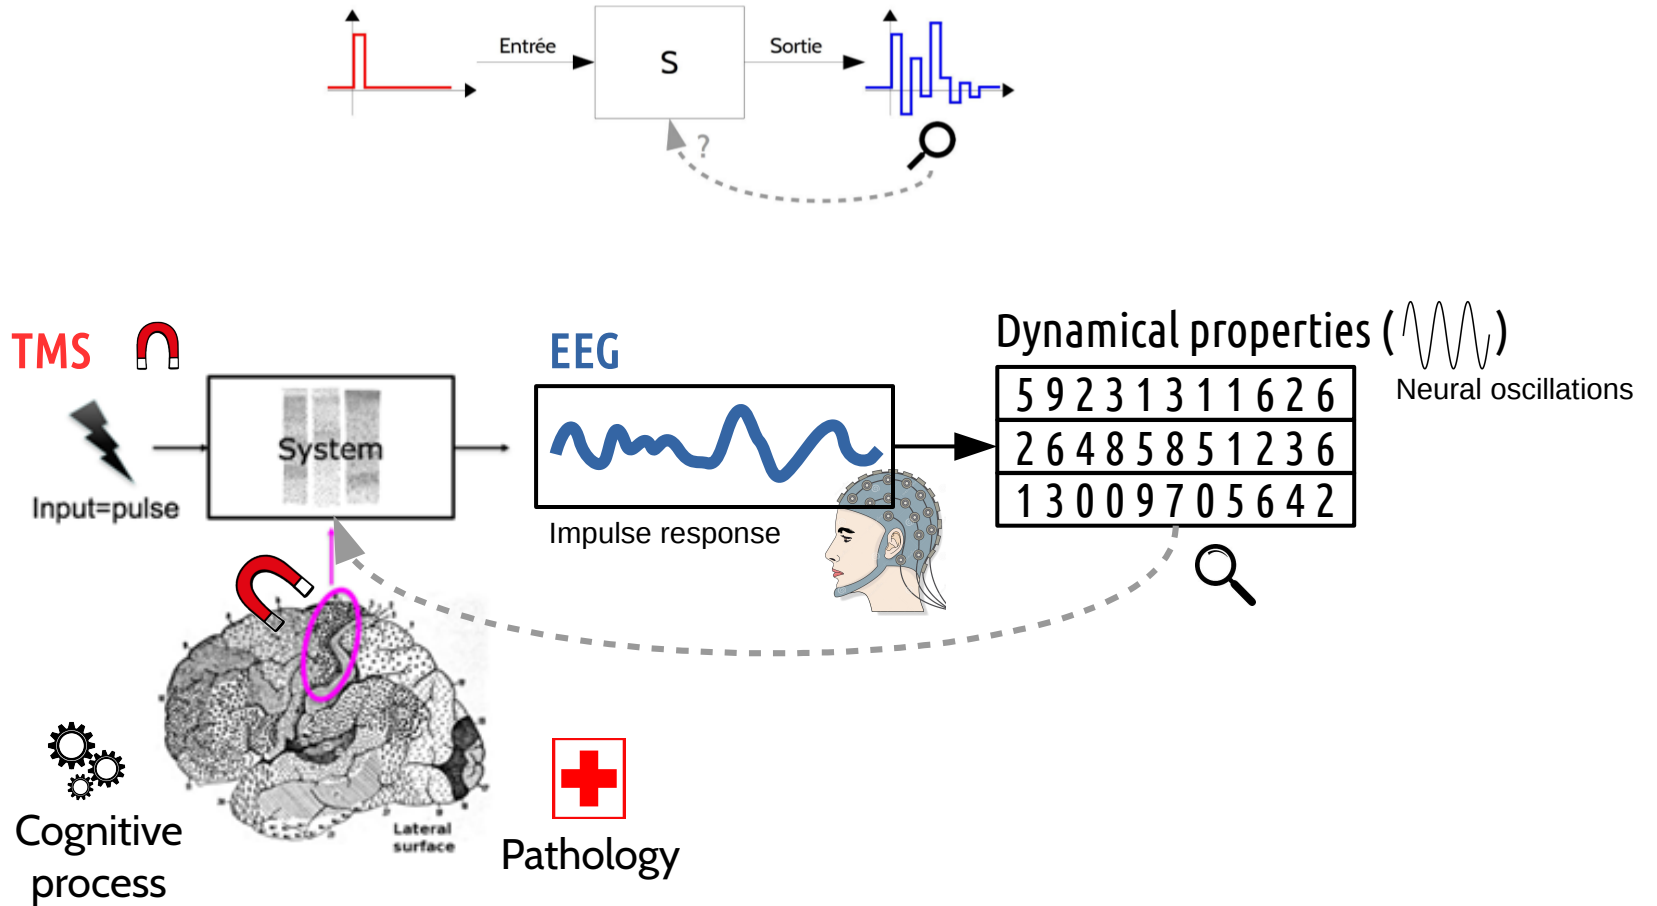 Entrée
S
Sortie
?
TMS
EEG
Dynamical properties ( )
Neural oscillations
5 9 2 3 1 3 1 1 6 2 6
2 6 4 8 5 8 5 1 2 3 6
1 3 0 0 9 7 0 5 6 4 2
System
Input=pulse
Impulse response
Lateral
surface
Cognitive
process
Pathology